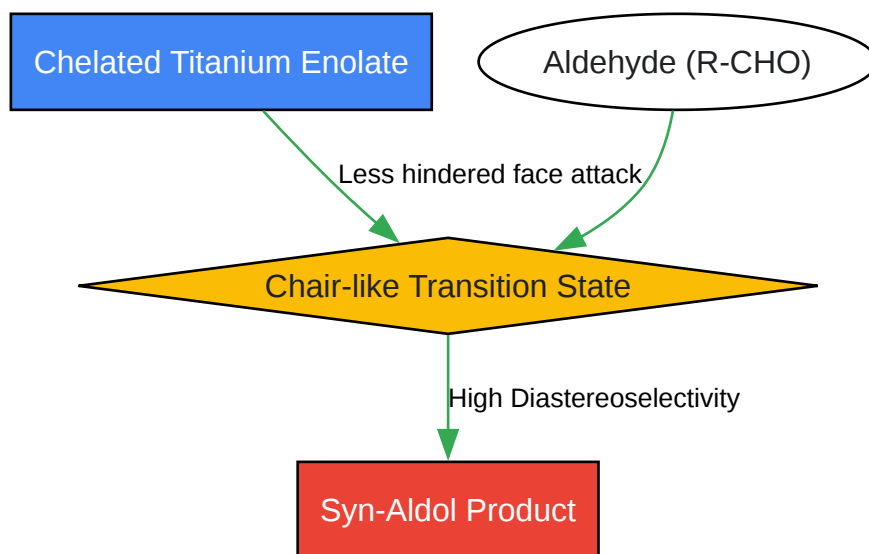 Chelated Titanium Enolate
Aldehyde (R-CHO)
Less hindered face attack
Chair-like Transition State
High Diastereoselectivity
Syn-Aldol Product